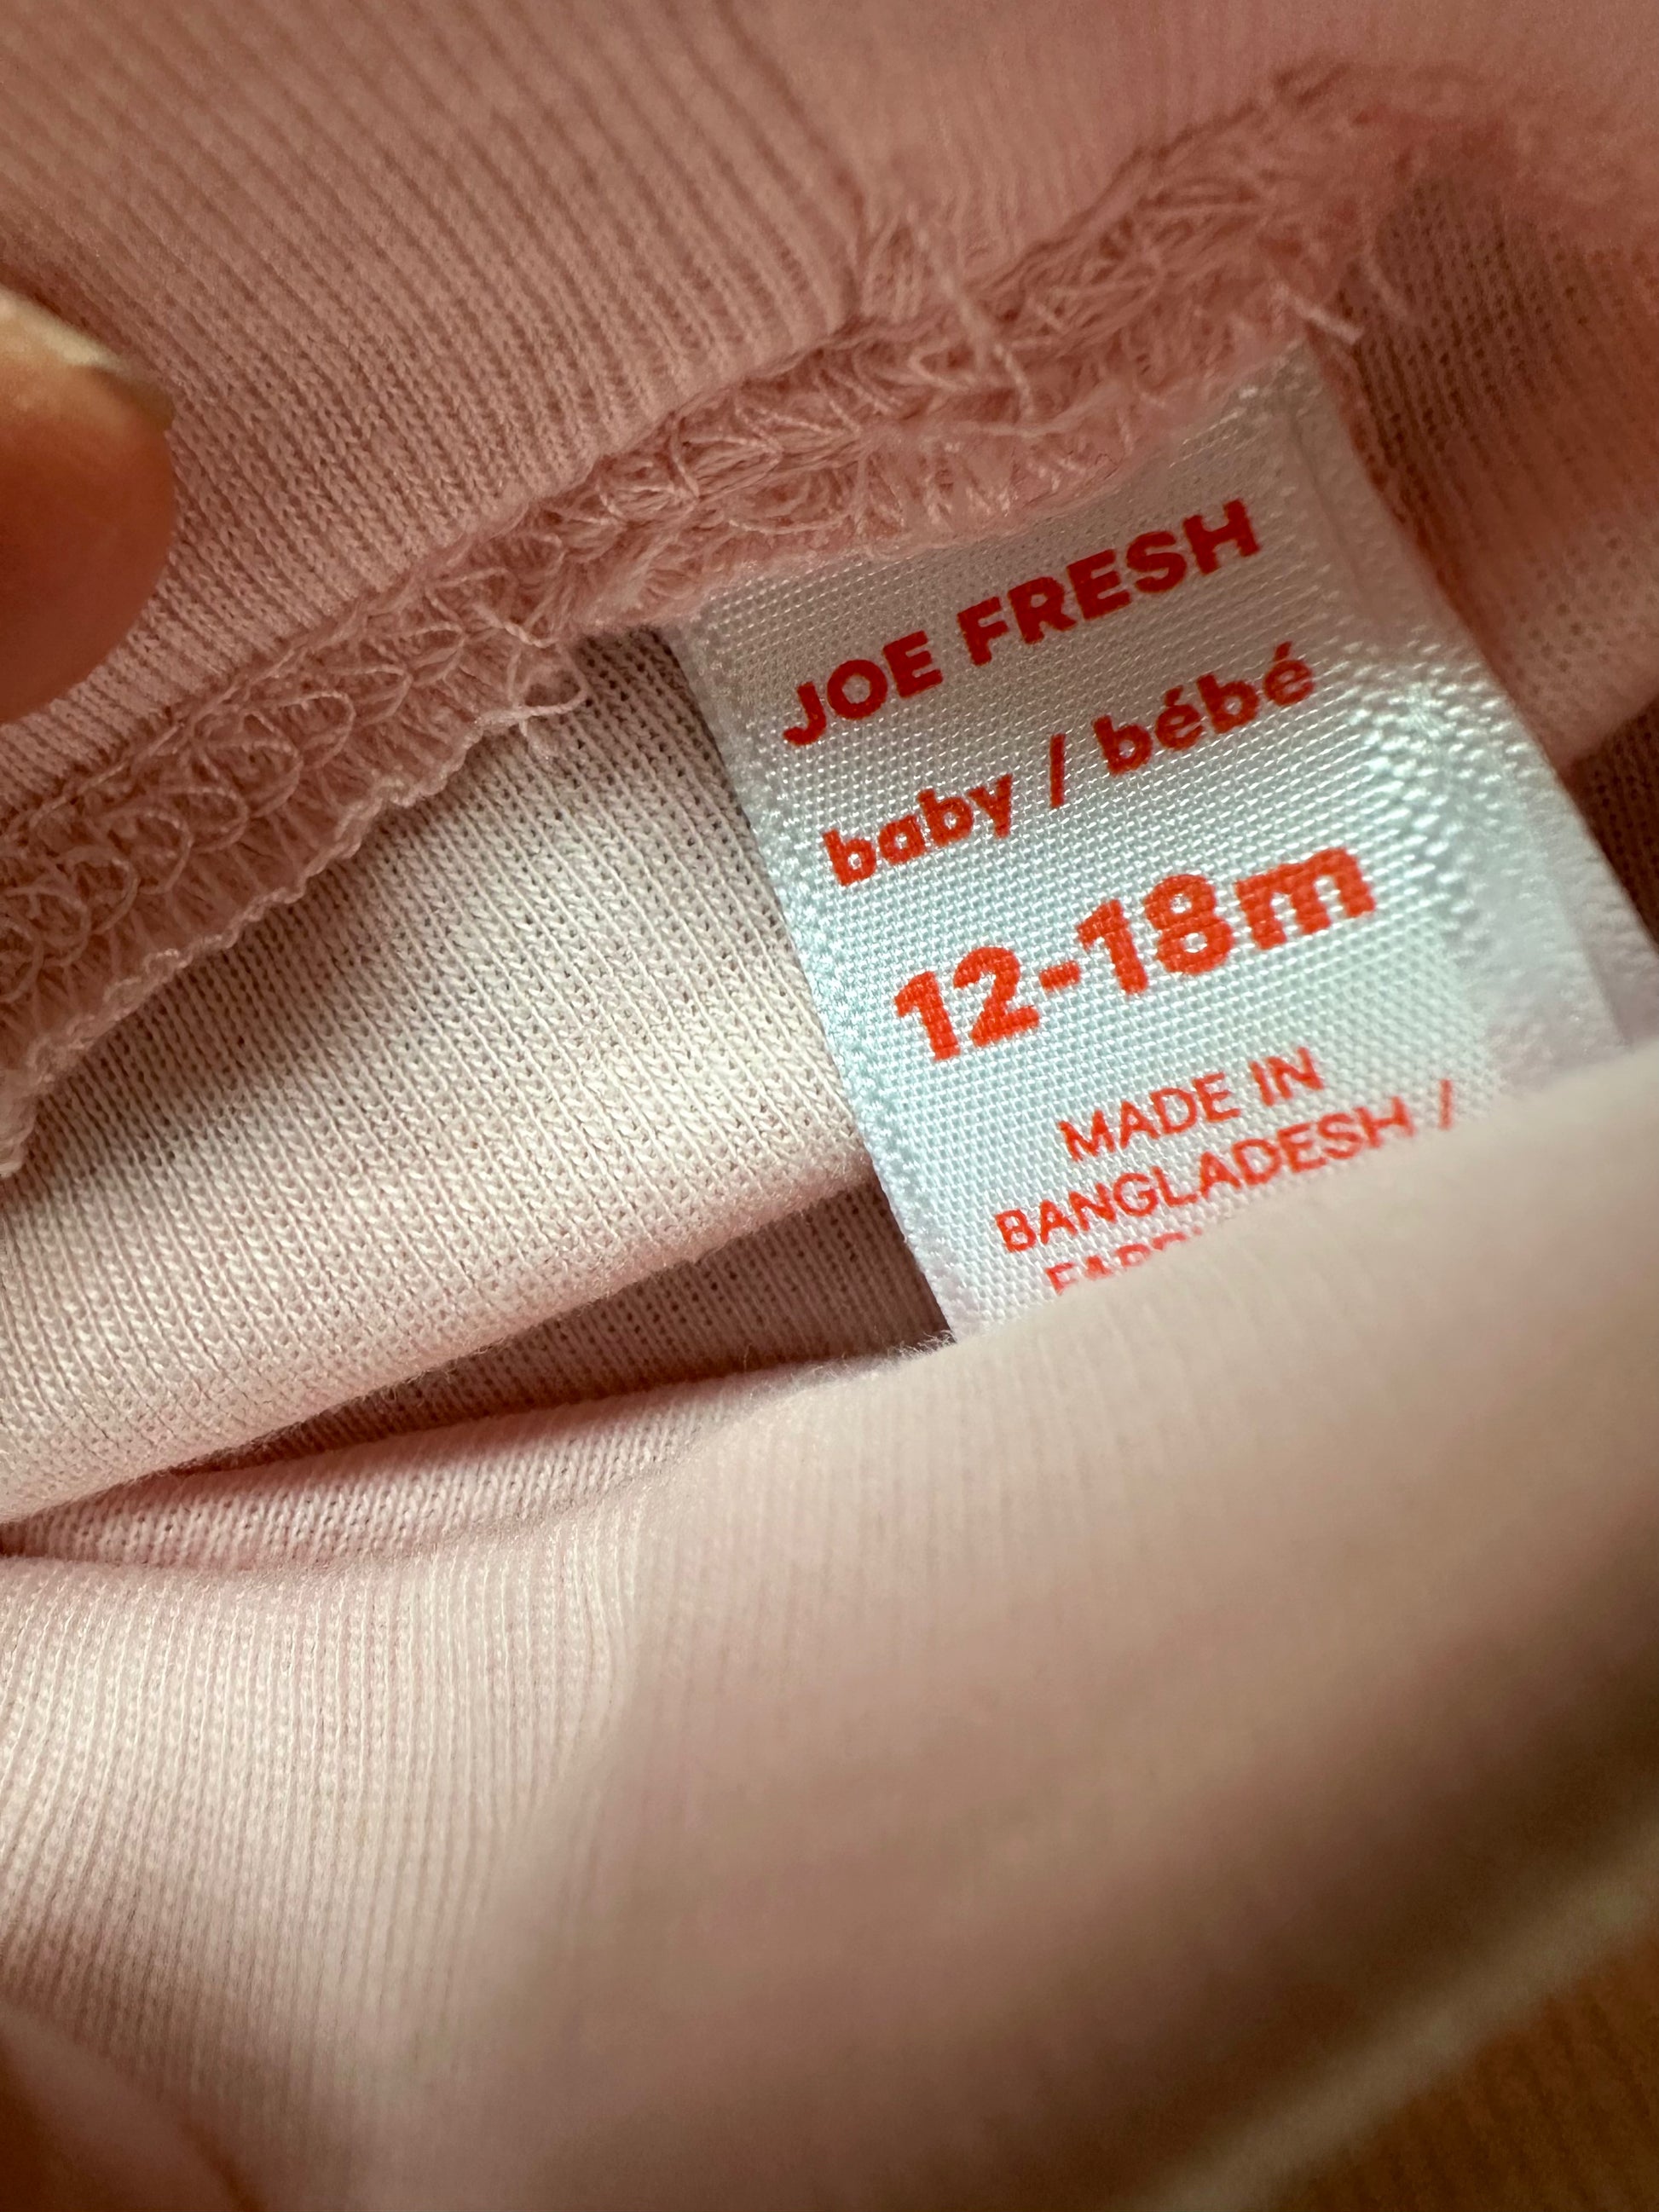 JOE FRESH
baby / bébé
12-18m
MADE IN
BANGLADESH /